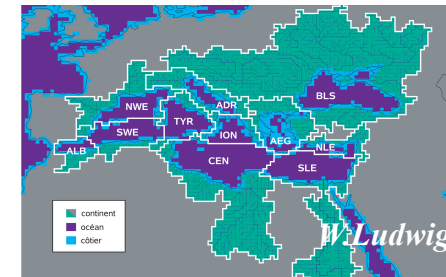 NWE
ADR
BLS
TYR
SWE
ION
AEG
ALB
NLE
CEN
SLE
continent
océan
côtier
W.Ludwig